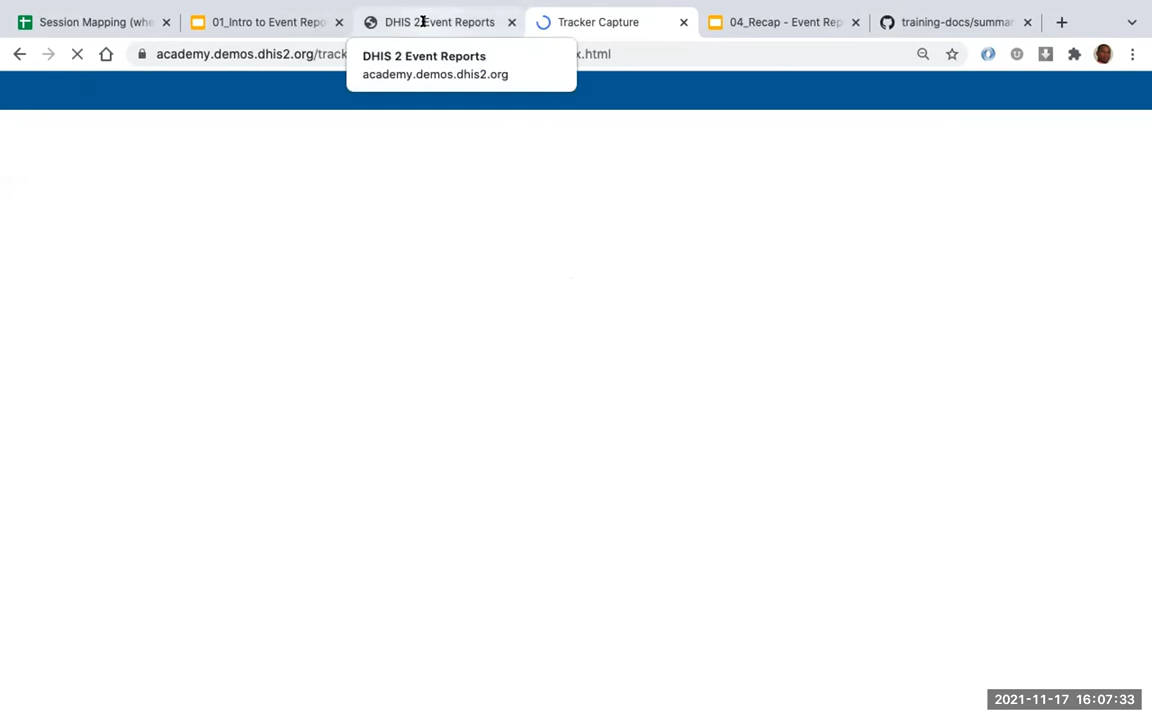 Session Mapping (whe
01_Intro to Event Repo
DHIS 2 Event Reports
Tracker Capture
04_Recap - Event Rep
training-docs/summar
academy.demos.dhis2.org/track
x.html
DHIS 2 Event Reports
academy.demos.dhis2.org
2021-11-17 16:07:33